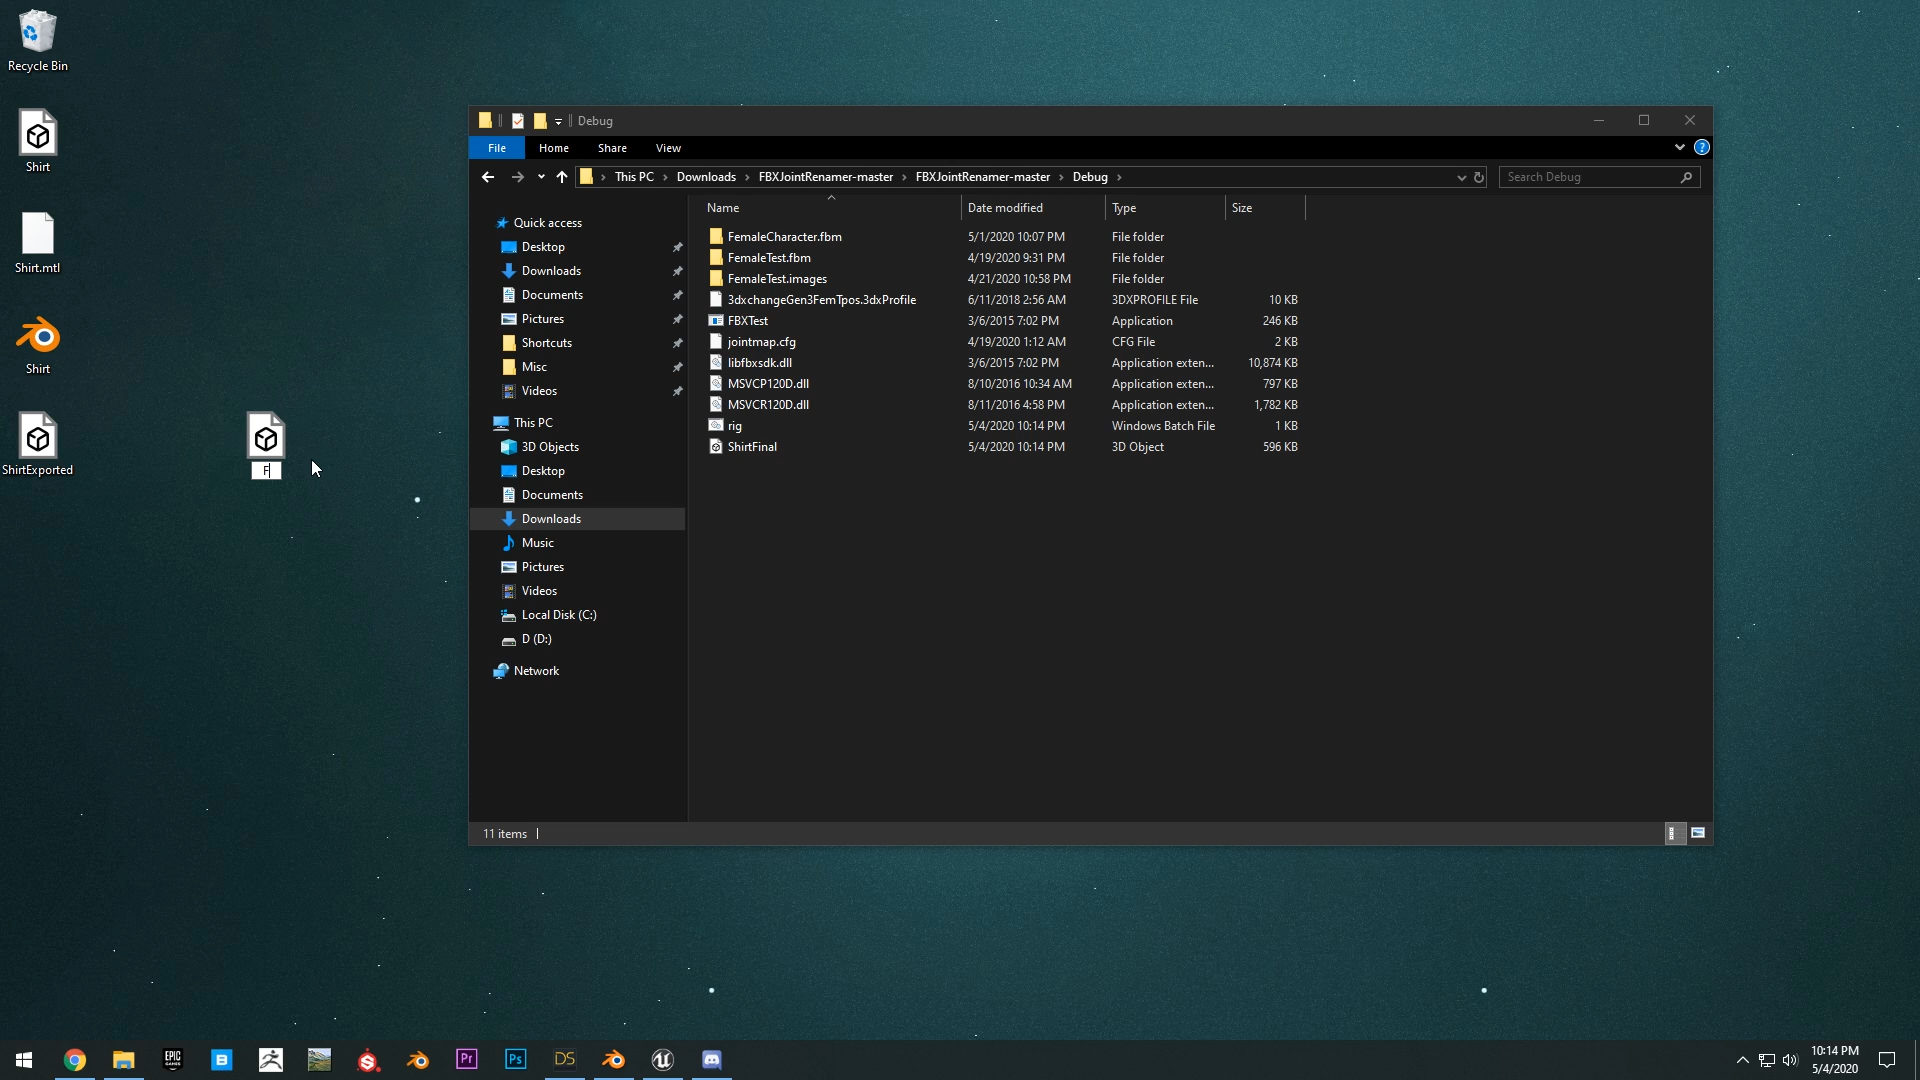 Recycle Bin
Shirt
Shirt.mtl
Shirt
ShirtExported
F
Debug
File Home Share View
This PC Downloads FBXJointRenamer-master FBXJointRenamer-master Debug
Search Debug
Quick access
Desktop
Downloads
Documents
Pictures
Shortcuts
Misc
Videos
This PC
3D Objects
Desktop
Documents
Downloads
Music
Pictures
Videos
Local Disk (C:)
D (D:)
Network
Name Date modified Type Size
FemaleCharacter.fbm 5/1/2020 10:07 PM File folder
FemaleTest.fbm 4/19/2020 9:31 PM File folder
FemaleTest.images 4/21/2020 10:58 PM File folder
3dxchangeGen3FemTpos.3dxProfile 6/11/2018 2:56 AM 3DXPROFILE File 10 KB
FBXTest 3/6/2015 7:02 PM Application 246 KB
jointmap.cfg 4/19/2020 1:12 AM CFG File 2 KB
libfbxsdk.dll 3/6/2015 7:02 PM Application exten... 10,874 KB
MSVCP120D.dll 8/10/2016 10:34 AM Application exten... 797 KB
MSVCR120D.dll 8/11/2016 4:58 PM Application exten... 1,782 KB
rig 5/4/2020 10:14 PM Windows Batch File 1 KB
ShirtFinal 5/4/2020 10:14 PM 3D Object 596 KB
11 items
EPIC GAMES
B
Pr
Ps
DS
10:14 PM
5/4/2020